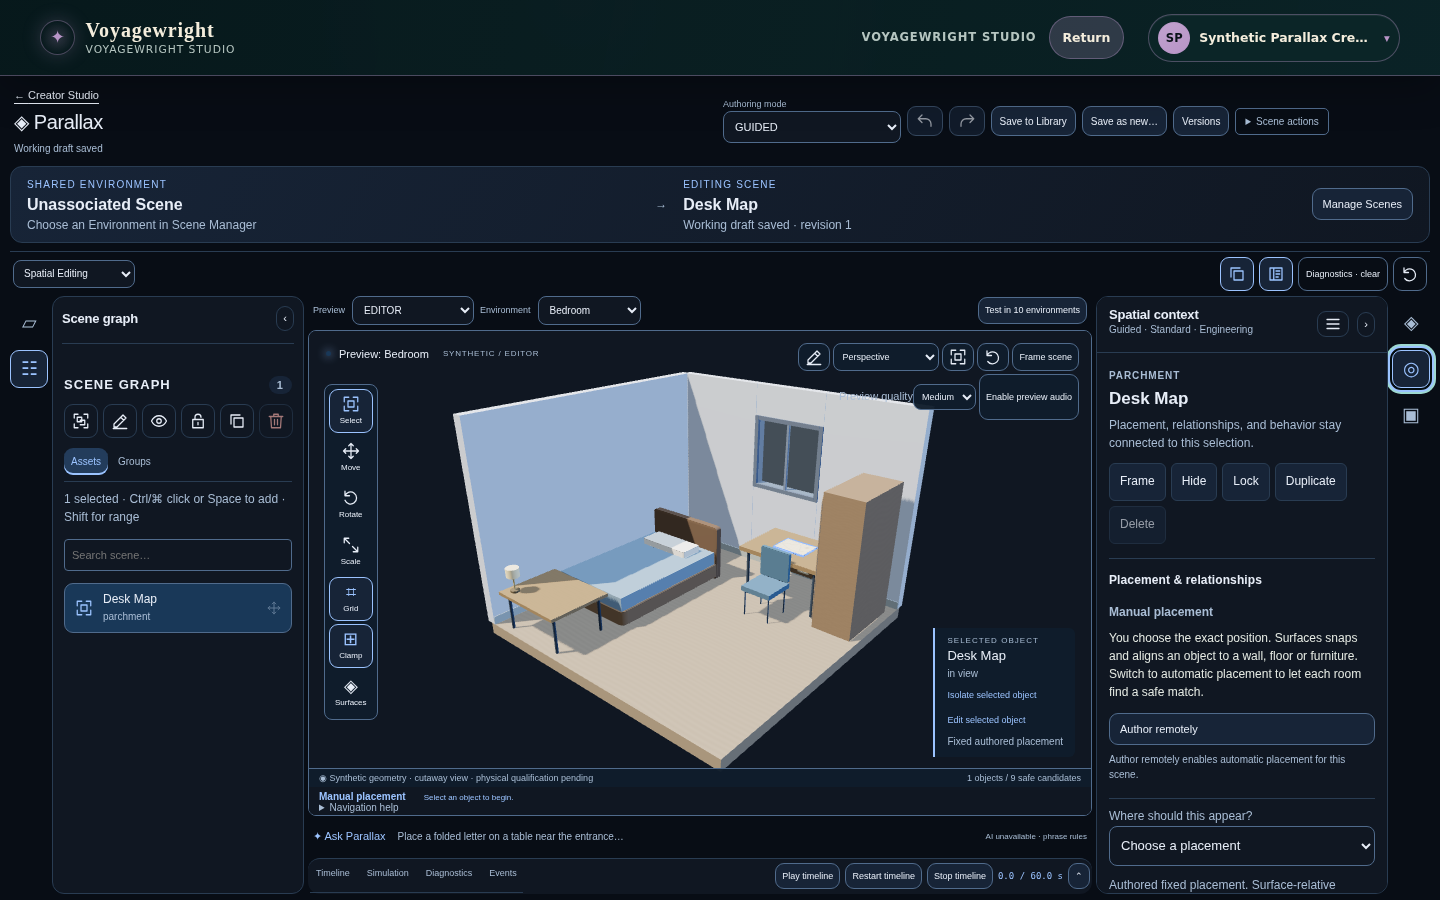 Voyagewright
VOYAGEWRIGHT STUDIO
VOYAGEWRIGHT STUDIO
Return
SP
Synthetic Parallax Cre…
← Creator Studio
◈ Parallax
Working draft saved
Authoring mode
GUIDED
Save to Library
Save as new…
Versions
▶ Scene actions
SHARED ENVIRONMENT
Unassociated Scene
Choose an Environment in Scene Manager
→
EDITING SCENE
Desk Map
Working draft saved · revision 1
Manage Scenes
Spatial Editing
Diagnostics · clear
Scene graph
SCENE GRAPH
1
Assets
Groups
1 selected · Ctrl/⌘ click or Space to add ·
Shift for range
Search scene…
Desk Map
parchment
Preview
EDITOR
Environment
Bedroom
Test in 10 environments
Preview: Bedroom
SYNTHETIC / EDITOR
Perspective
Frame scene
Preview quality
Medium
Enable preview audio
Select
Move
Rotate
Scale
Grid
Clamp
Surfaces
SELECTED OBJECT
Desk Map
in view
Isolate selected object
Edit selected object
Fixed authored placement
◉ Synthetic geometry · cutaway view · physical qualification pending
1 objects / 9 safe candidates
Manual placement
Select an object to begin.
▶ Navigation help
✦ Ask Parallax
Place a folded letter on a table near the entrance…
AI unavailable · phrase rules
Timeline
Simulation
Diagnostics
Events
Play timeline
Restart timeline
Stop timeline
0.0 / 60.0 s
Spatial context
Guided · Standard · Engineering
PARCHMENT
Desk Map
Placement, relationships, and behavior stay
connected to this selection.
Frame
Hide
Lock
Duplicate
Delete
Placement & relationships
Manual placement
You choose the exact position. Surfaces snaps
and aligns an object to a wall, floor or furniture.
Switch to automatic placement to let each room
find a safe match.
Author remotely
Author remotely enables automatic placement for this
scene.
Where should this appear?
Choose a placement
Authored fixed placement. Surface-relative